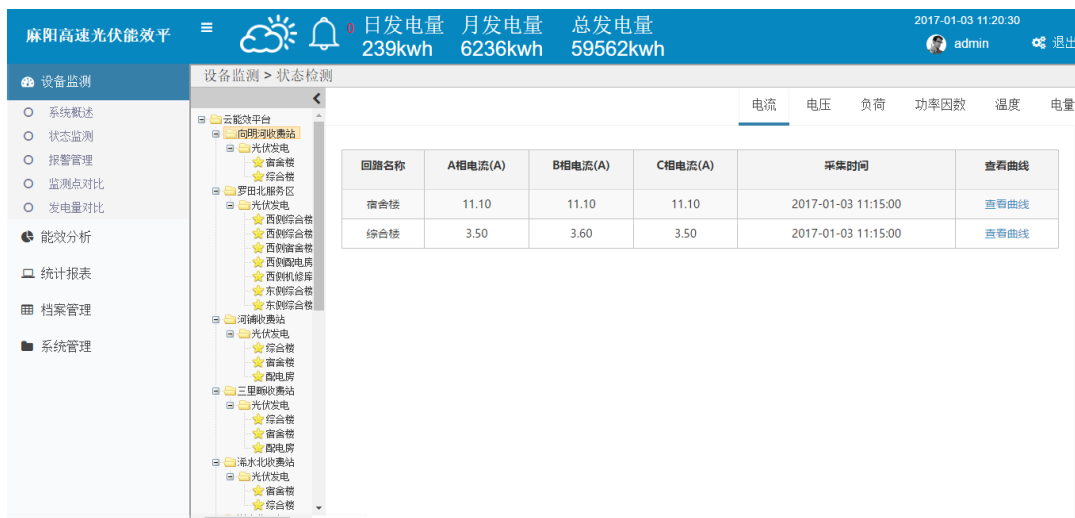 麻阳高速光伏能效平
0 日发电量 月发电量 总发电量
239kwh 6236kwh 59562kwh
2017-01-03 11:20:30
admin 退出
设备监测
系统概述
状态监测
报警管理
监测点对比
发电量对比
能效分析
统计报表
档案管理
系统管理
设备监测 > 状态检测
云能效平台
向明河收费站
光伏发电
宿舍楼
综合楼
罗田北服务区
光伏发电
西侧综合楼
西侧综合楼
西侧宿舍楼
西侧配电房
西侧机修库
东侧综合楼
东侧综合楼
河铺收费站
光伏发电
综合楼
宿舍楼
配电房
三里畈收费站
光伏发电
综合楼
宿舍楼
配电房
浠水北收费站
光伏发电
宿舍楼
综合楼
电流 电压 负荷 功率因数 温度 电量
回路名称 A相电流(A) B相电流(A) C相电流(A) 采集时间 查看曲线
宿舍楼 11.10 11.10 11.10 2017-01-03 11:15:00 查看曲线
综合楼 3.50 3.60 3.50 2017-01-03 11:15:00 查看曲线